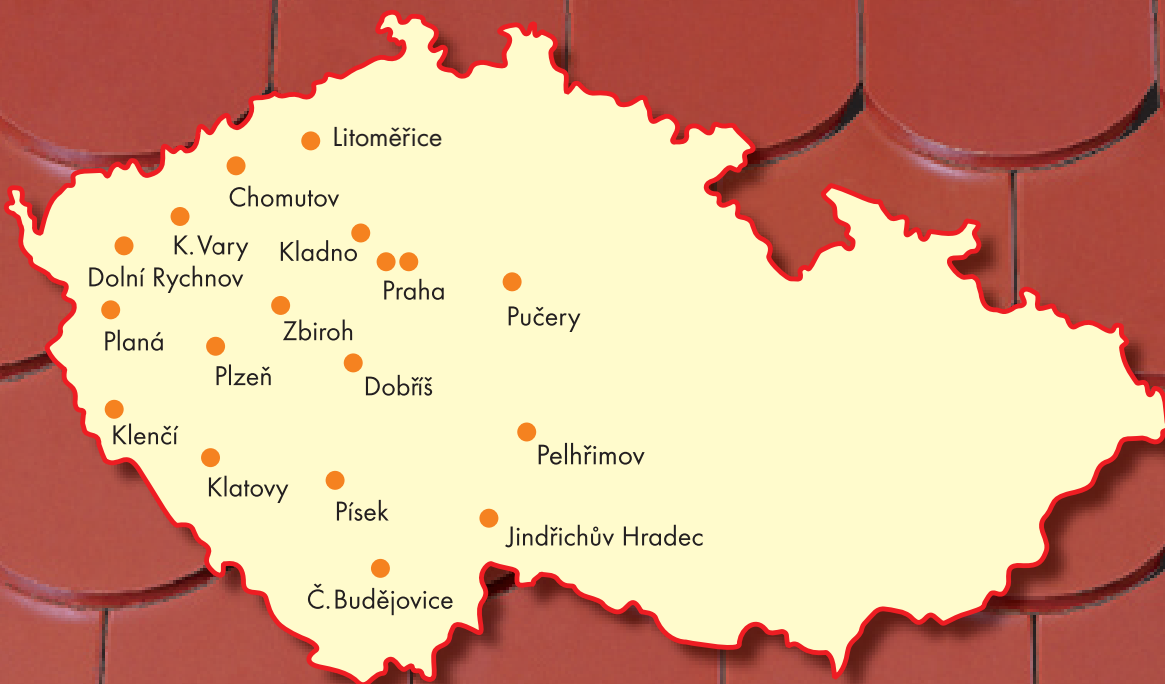 Litoměřice
Chomutov
K.Vary
Kladno
Dolní Rychnov
Praha
Pučery
Zbiroh
Planá
Plzeň
Dobříš
Klenčí
Pelhřimov
Klatovy
Písek
Jindřichův Hradec
Č.Budějovice